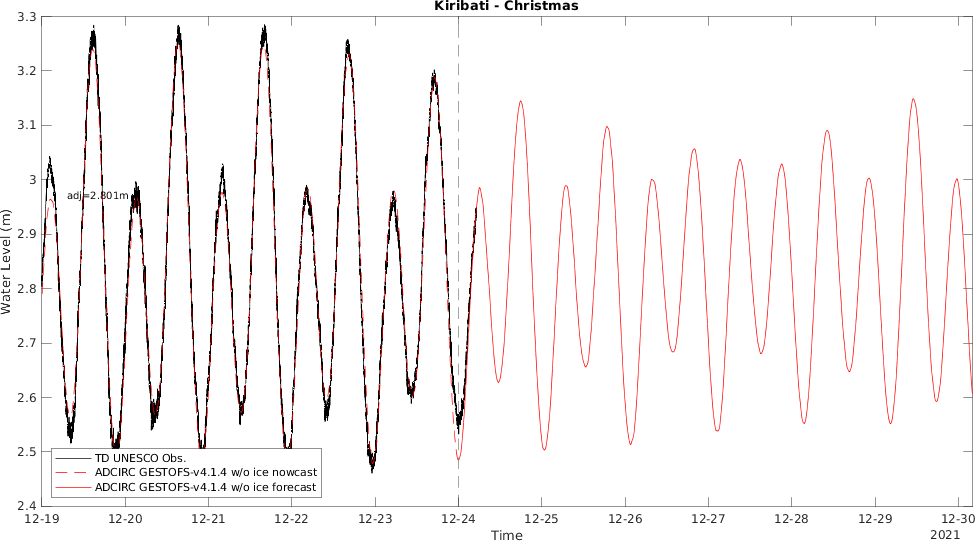 Kiribati - Christmas
3.3
3.2
3.1
3
2.9
2.8
2.7
2.6
2.5
2.4
Water Level (m)
adj=2.801m
TD UNESCO Obs.
ADCIRC GESTOFS-v4.1.4 w/o ice nowcast
ADCIRC GESTOFS-v4.1.4 w/o ice forecast
12-19 12-20 12-21 12-22 12-23 12-24 12-25 12-26 12-27 12-28 12-29 12-30
Time
2021